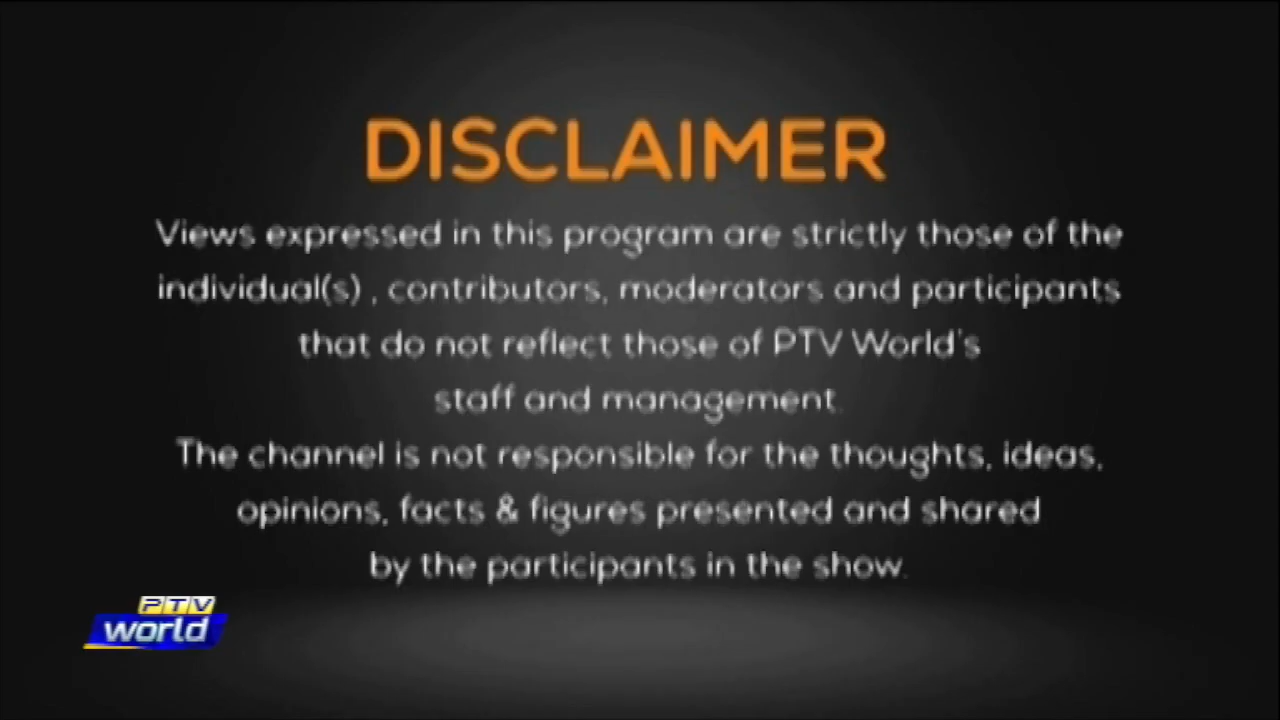 DISCLAIMER
Views expressed in this program are strictly those of the
individual(s) , contributors, moderators and participants
that do not reflect those of PTV World's
staff and management.
The channel is not responsible for the thoughts, ideas,
opinions, facts & figures presented and shared
by the participants in the show.
PTV
world